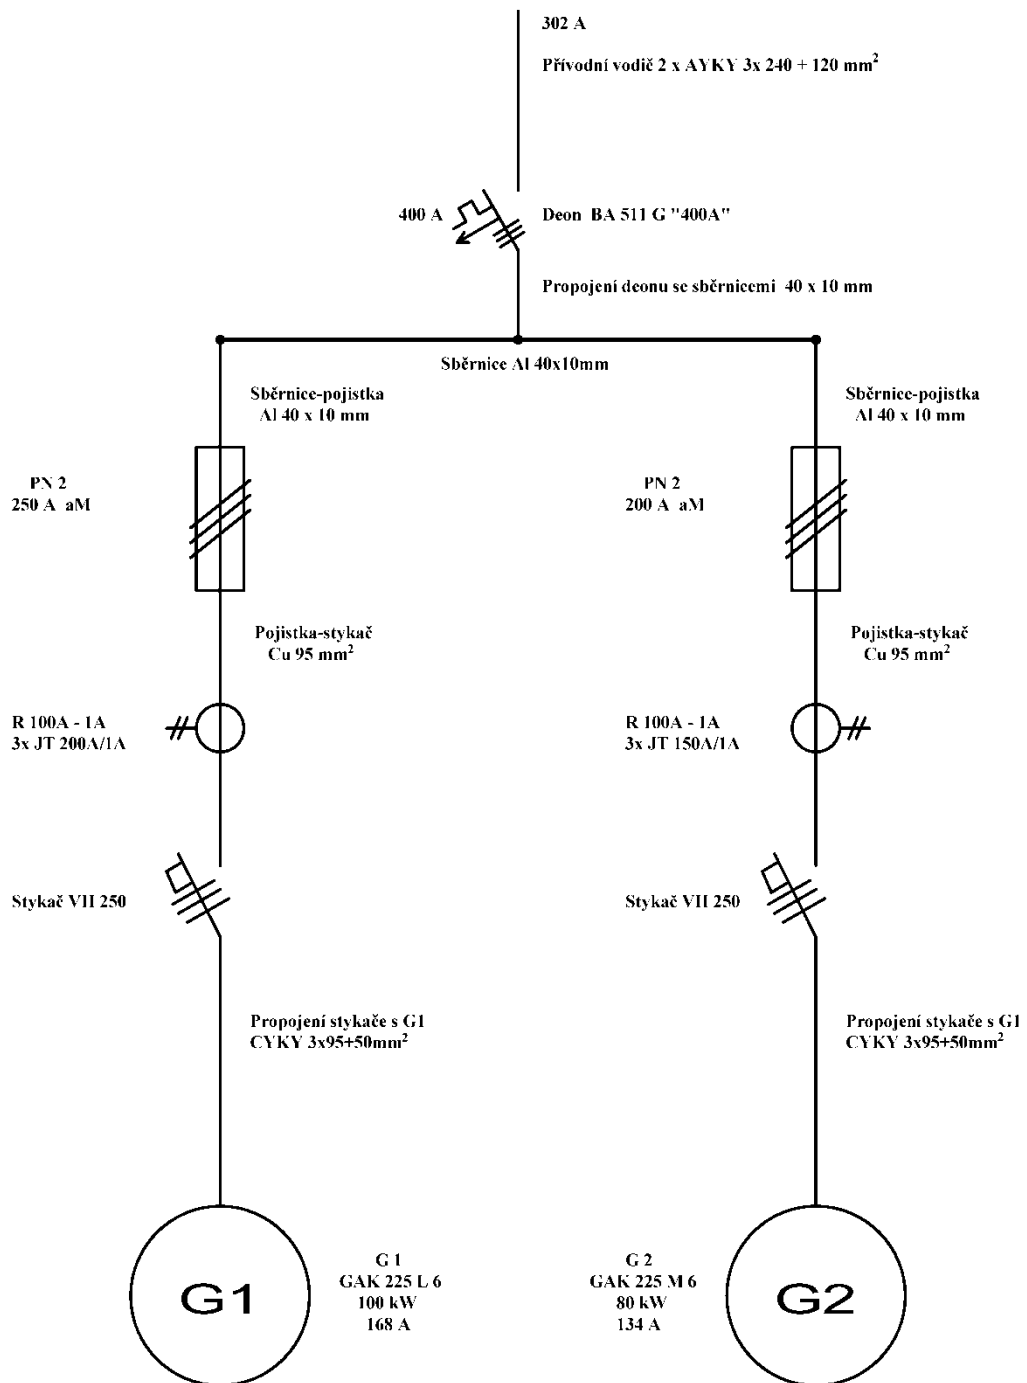 302 A
Přívodní vodič 2 x AYKY 3x 240 + 120 mm²
400 A
Deon BA 511 G "400A"
Propojení deonu se sběrnicemi 40 x 10 mm
Sběrnice Al 40x10mm
Sběrnice-pojistka
Al 40 x 10 mm
Sběrnice-pojistka
Al 40 x 10 mm
PN 2
250 A aM
PN 2
200 A aM
Pojistka-stykač
Cu 95 mm²
Pojistka-stykač
Cu 95 mm²
R 100A - 1A
3x JT 200A/1A
R 100A - 1A
3x JT 150A/1A
Stykač VII 250
Stykač VII 250
Propojení stykače s G1
CYKY 3x95+50mm²
Propojení stykače s G1
CYKY 3x95+50mm²
G1
G 1
GAK 225 L 6
100 kW
168 A
G 2
GAK 225 M 6
80 kW
134 A
G2